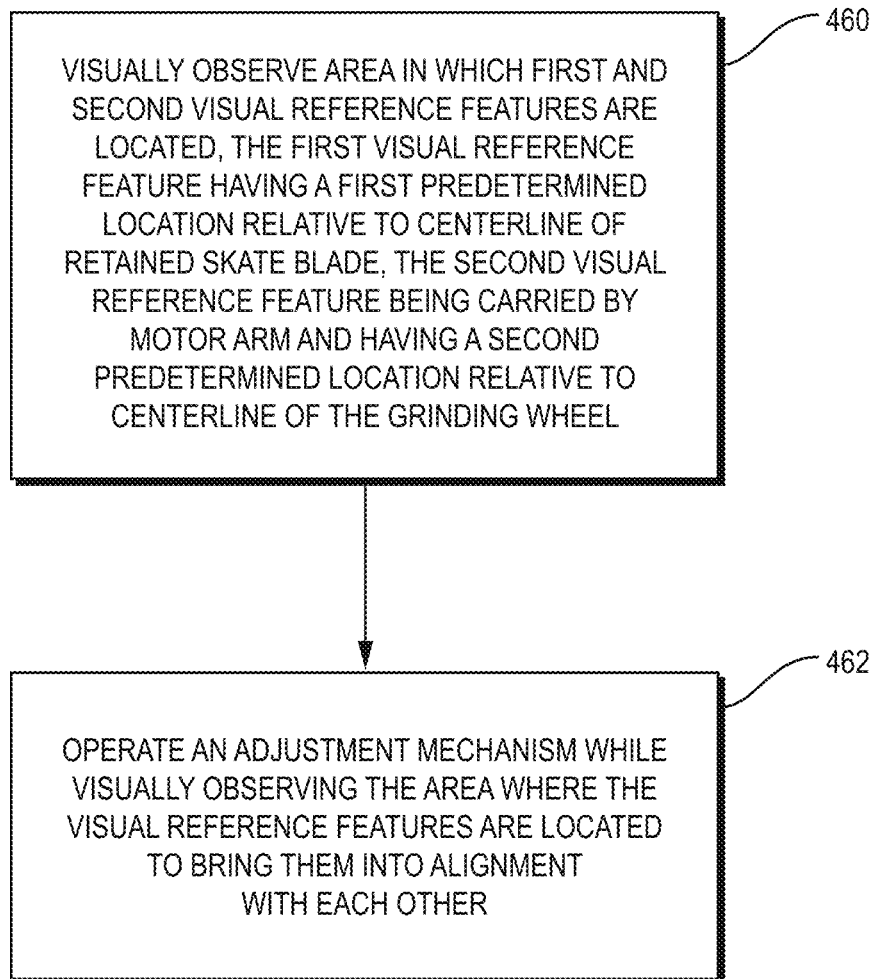 460
VISUALLY OBSERVE AREA IN WHICH FIRST AND
SECOND VISUAL REFERENCE FEATURES ARE
LOCATED, THE FIRST VISUAL REFERENCE
FEATURE HAVING A FIRST PREDETERMINED
LOCATION RELATIVE TO CENTERLINE OF
RETAINED SKATE BLADE, THE SECOND VISUAL
REFERENCE FEATURE BEING CARRIED BY
MOTOR ARM AND HAVING A SECOND
PREDETERMINED LOCATION RELATIVE TO
CENTERLINE OF THE GRINDING WHEEL
462
OPERATE AN ADJUSTMENT MECHANISM WHILE
VISUALLY OBSERVING THE AREA WHERE THE
VISUAL REFERENCE FEATURES ARE LOCATED
TO BRING THEM INTO ALIGNMENT
WITH EACH OTHER